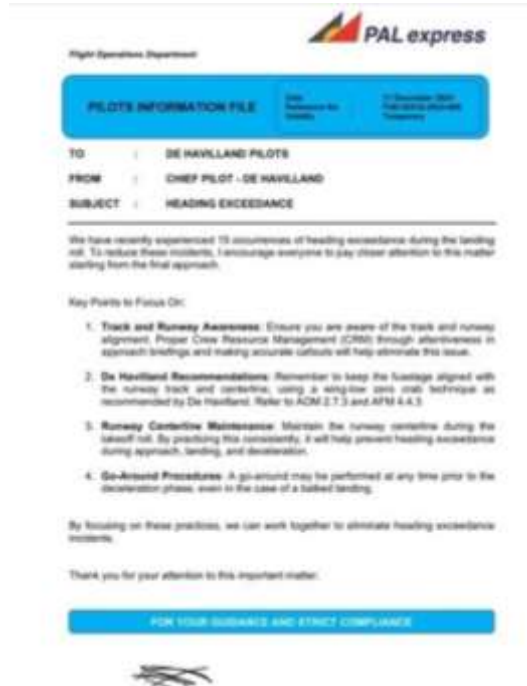 PAL express
Flight Operations Department
PILOTS INFORMATION FILE
Date
Reference No
Validity
Temporary
TO : DE HAVILLAND PILOTS
FROM : CHIEF PILOT - DE HAVILLAND
SUBJECT : HEADING EXCEEDANCE
We have recently experienced 15 occurrences of heading exceedance during the landing
roll. To reduce these incidents, I encourage everyone to pay closer attention to this matter
starting from the final approach.
Key Points to Focus On:
1. Track and Runway Awareness: Ensure you are aware of the track and runway
alignment. Proper Crew Resource Management (CRM) through attentiveness in
approach briefings and making accurate callouts will help eliminate this issue.
2. De Havilland Recommendations: Remember to keep the fuselage aligned with
the runway track and centerline, using a wing-low zero crab technique as
recommended by De Havilland. Refer to AOM 2.7.3 and AFM 4.4.3
3. Runway Centerline Maintenance: Maintain the runway centerline during the
takeoff roll. By practicing this consistently, it will help prevent heading exceedance
during approach, landing, and deceleration.
4. Go-Around Procedures: A go-around may be performed at any time prior to the
deceleration phase, even in the case of a balked landing.
By focusing on these practices, we can work together to eliminate heading exceedance
incidents.
Thank you for your attention to this important matter.
FOR YOUR GUIDANCE AND STRICT COMPLIANCE